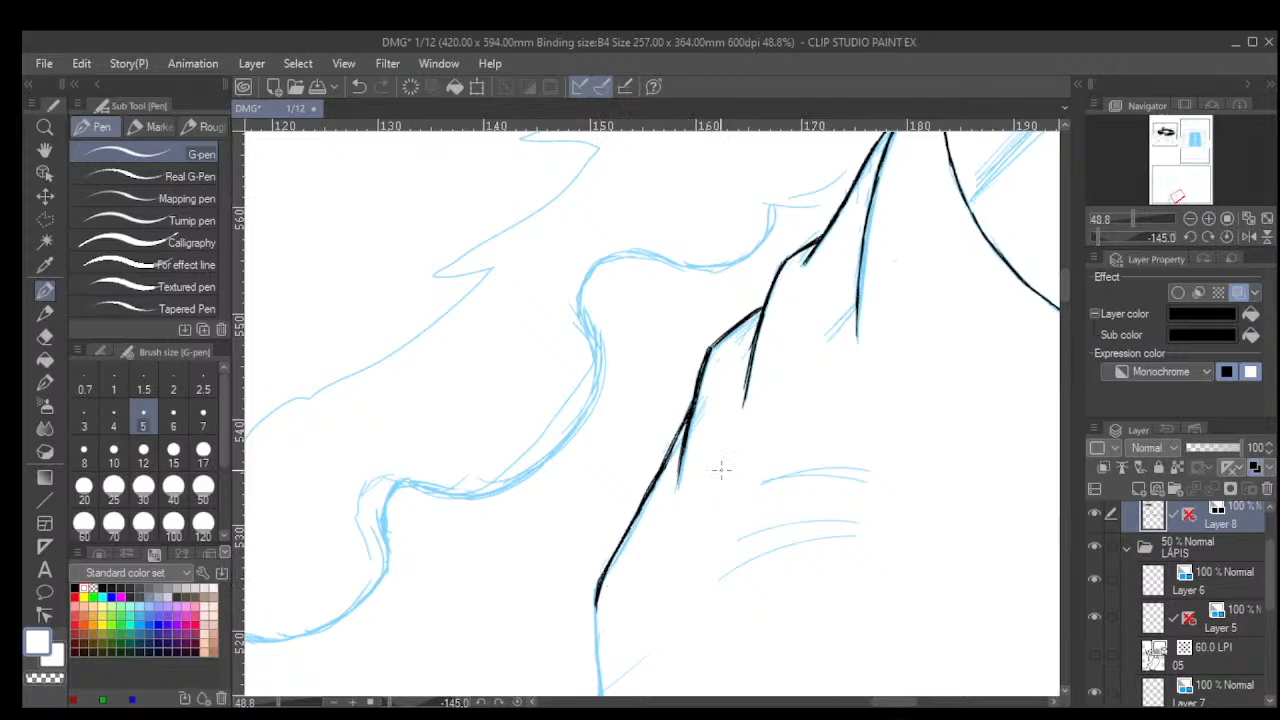 DMG* 1/12 (420.00 x 594.00mm Binding size:B4 Size 257.00 x 364.00mm 600dpi 48.8%) - CLIP STUDIO PAINT EX
File Edit Story(P) Animation Layer Select View Filter Window Help
Sub Tool [Pen]
DMG* 1/12
Pen Marke Roug
120 130 140 150 160 170 180 190
G-pen
Real G-Pen
Mapping pen
Turnip pen
Calligraphy
For effect line
Textured pen
Tapered Pen
Brush size [G-pen]
0.7 1 1.5 2 2.5
3 4 5 6 7
8 10 12 15 17
20 25 30 40 50
60 70 80 100 120
Standard color set
560
550
540
530
520
48.8 -145.0
Navigator
48.8
-145.0
Layer Property
Effect
Layer color
Sub color
Expression color
Monochrome
Layer
Normal 100
100 % N
Layer 8
50 % Normal
LÁPIS
100 % Normal
Layer 6
100 % N
Layer 5
60.0 LPI
05
100 % Normal
Layer 7